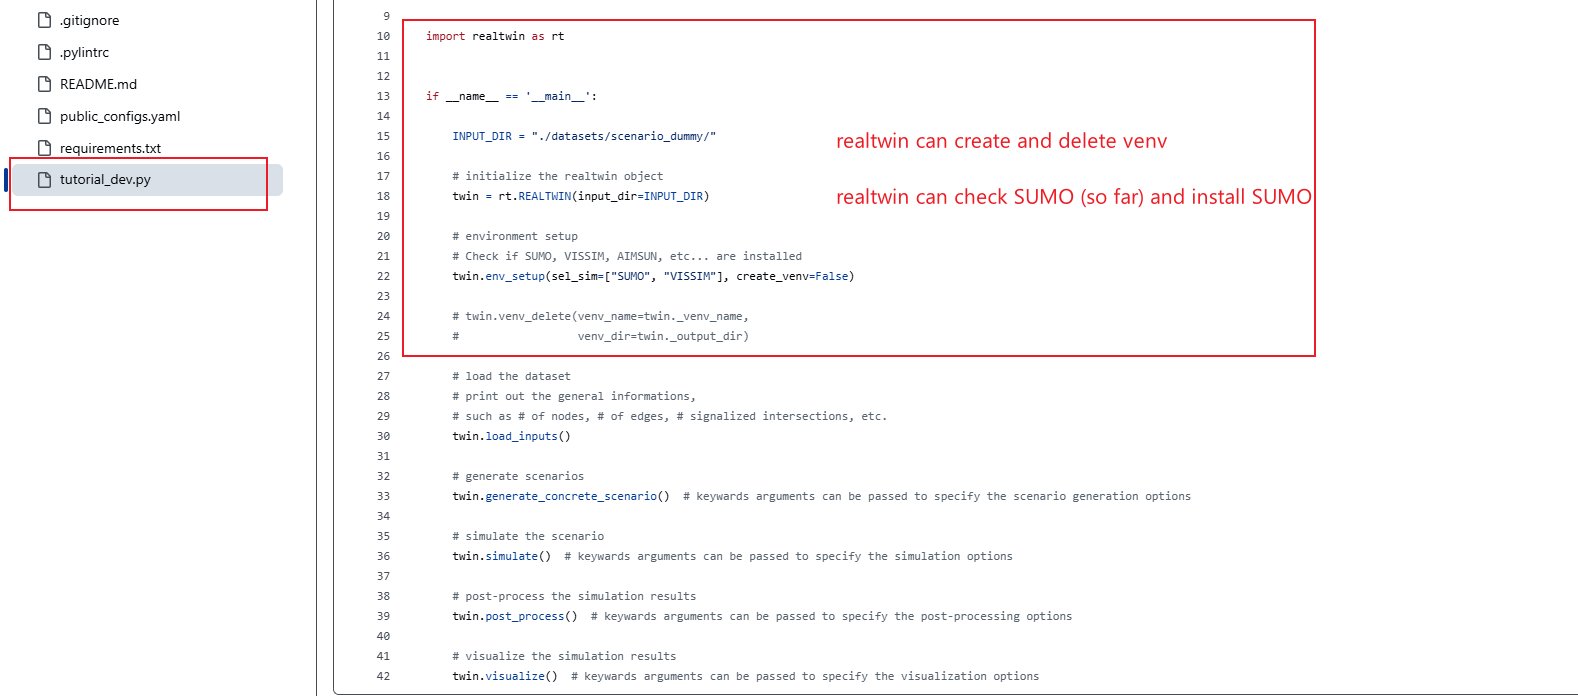 .gitignore
.pylintrc
README.md
public_configs.yaml
requirements.txt
tutorial_dev.py
9
10 import realtwin as rt
11
12
13 if __name__ == '__main__':
14
15 INPUT_DIR = "./datasets/scenario_dummy/"
realtwin can create and delete venv
16
17 # initialize the realtwin object
18 twin = rt.REALTWIN(input_dir=INPUT_DIR)
realtwin can check SUMO (so far) and install SUMO
19
20 # environment setup
21 # Check if SUMO, VISSIM, AIMSUN, etc... are installed
22 twin.env_setup(sel_sim=["SUMO", "VISSIM"], create_venv=False)
23
24 # twin.venv_delete(venv_name=twin._venv_name,
25 # venv_dir=twin._output_dir)
26
27 # load the dataset
28 # print out the general informations,
29 # such as # of nodes, # of edges, # signalized intersections, etc.
30 twin.load_inputs()
31
32 # generate scenarios
33 twin.generate_concrete_scenario() # keywards arguments can be passed to specify the scenario generation options
34
35 # simulate the scenario
36 twin.simulate() # keywards arguments can be passed to specify the simulation options
37
38 # post-process the simulation results
39 twin.post_process() # keywards arguments can be passed to specify the post-processing options
40
41 # visualize the simulation results
42 twin.visualize() # keywards arguments can be passed to specify the visualization options